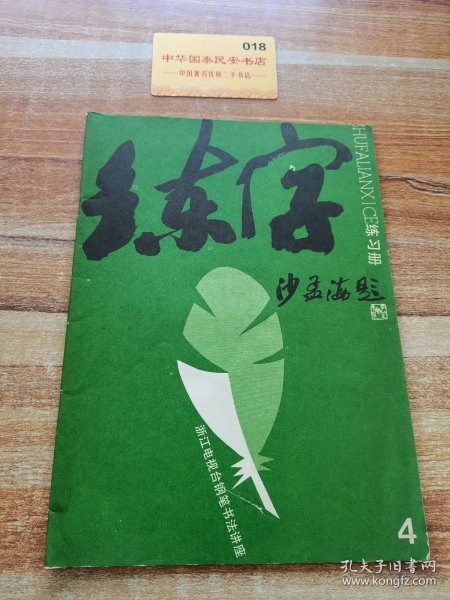 018
中华国泰民安书店
中国著名优质二手书店
练字
SHUFALIANXICE练习册
沙孟海题
浙江电视台钢笔书法讲座
4
孔夫子旧书网
www.kongfz.com